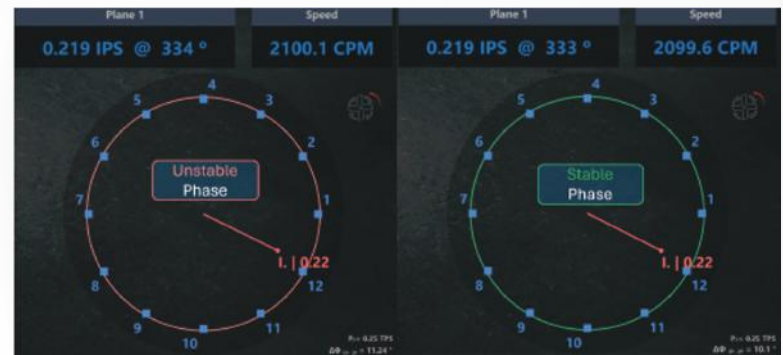 Plane 1
Speed
0.219 IPS @ 334 º
2100.1 CPM
4
5
3
6
2
Unstable
Phase
7
1
I. | 0.22
8
12
9
11
10
Plane 1
Speed
0.219 IPS @ 333 º
2099.6 CPM
4
5
3
6
2
Stable
Phase
7
1
I. | 0.22
8
12
9
11
10